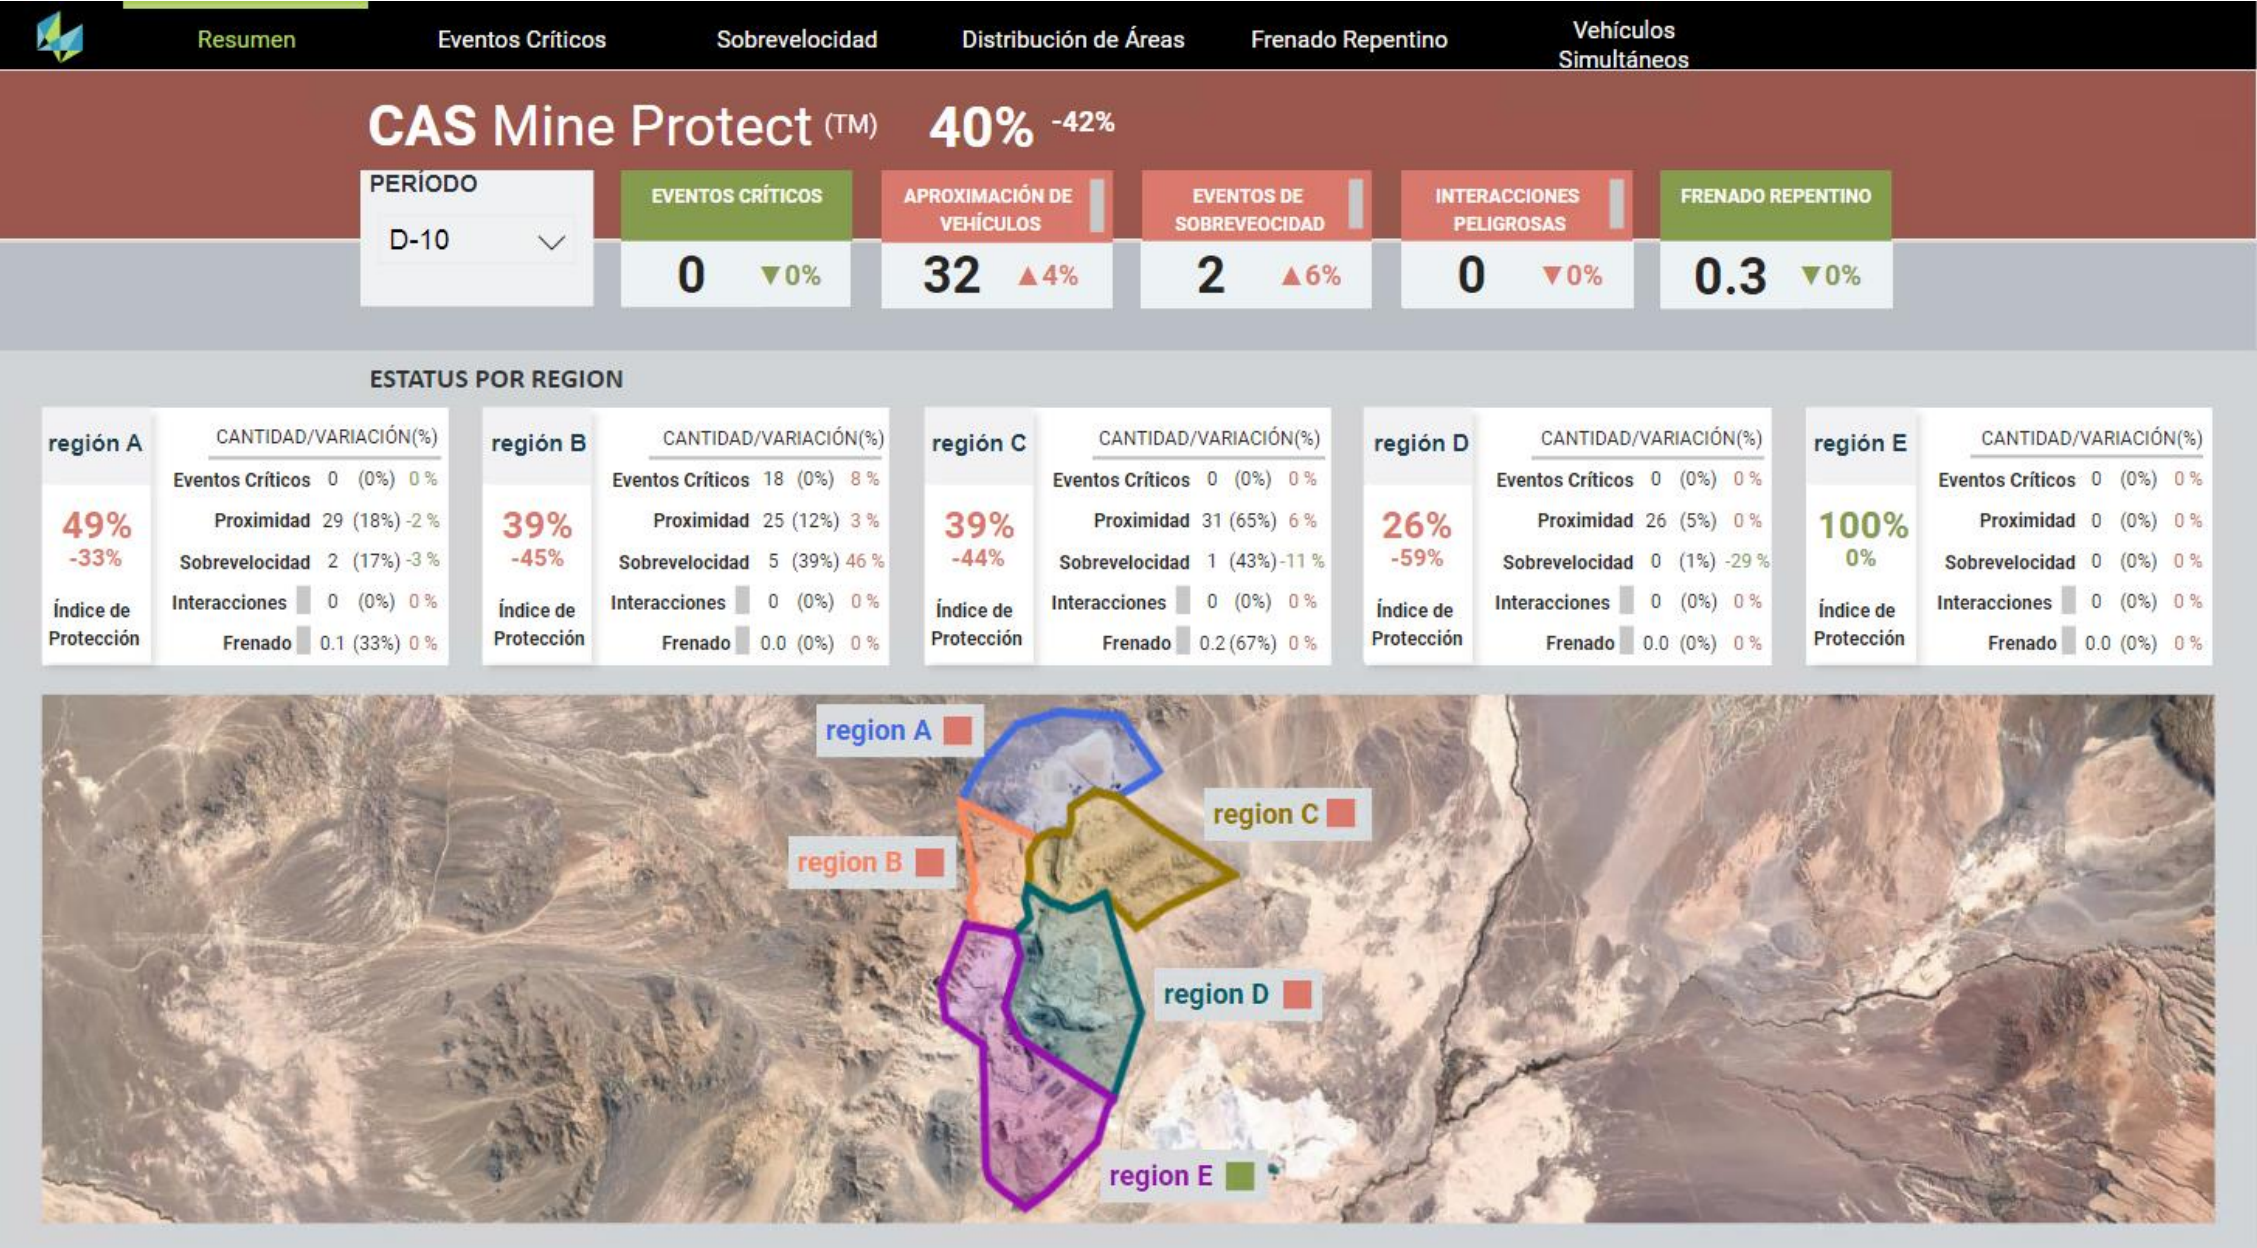 Resumen Eventos Críticos Sobrevelocidad Distribución de Áreas Frenado Repentino Vehículos
Simultáneos
CAS Mine Protect (TM) 40% -42%
PERÍODO
D-10
EVENTOS CRÍTICOS
0 ▼0%
APROXIMACIÓN DE
VEHÍCULOS
32 ▲4%
EVENTOS DE
SOBREVEOCIDAD
2 ▲6%
INTERACCIONES
PELIGROSAS
0 ▼0%
FRENADO REPENTINO
0.3 ▼0%
ESTATUS POR REGION
región A
49%
-33%
Índice de
Protección
CANTIDAD/VARIACIÓN(%)
Eventos Críticos 0 (0%) 0 %
Proximidad 29 (18%) -2 %
Sobrevelocidad 2 (17%) -3 %
Interacciones 0 (0%) 0 %
Frenado 0.1 (33%) 0 %
región B
39%
-45%
Índice de
Protección
CANTIDAD/VARIACIÓN(%)
Eventos Críticos 18 (0%) 8 %
Proximidad 25 (12%) 3 %
Sobrevelocidad 5 (39%) 46 %
Interacciones 0 (0%) 0 %
Frenado 0.0 (0%) 0 %
región C
39%
-44%
Índice de
Protección
CANTIDAD/VARIACIÓN(%)
Eventos Críticos 0 (0%) 0 %
Proximidad 31 (65%) 6 %
Sobrevelocidad 1 (43%) -11 %
Interacciones 0 (0%) 0 %
Frenado 0.2 (67%) 0 %
región D
26%
-59%
Índice de
Protección
CANTIDAD/VARIACIÓN(%)
Eventos Críticos 0 (0%) 0 %
Proximidad 26 (5%) 0 %
Sobrevelocidad 0 (1%) -29 %
Interacciones 0 (0%) 0 %
Frenado 0.0 (0%) 0 %
región E
100%
0%
Índice de
Protección
CANTIDAD/VARIACIÓN(%)
Eventos Críticos 0 (0%) 0 %
Proximidad 0 (0%) 0 %
Sobrevelocidad 0 (0%) 0 %
Interacciones 0 (0%) 0 %
Frenado 0.0 (0%) 0 %
region A
region C
region B
region D
region E